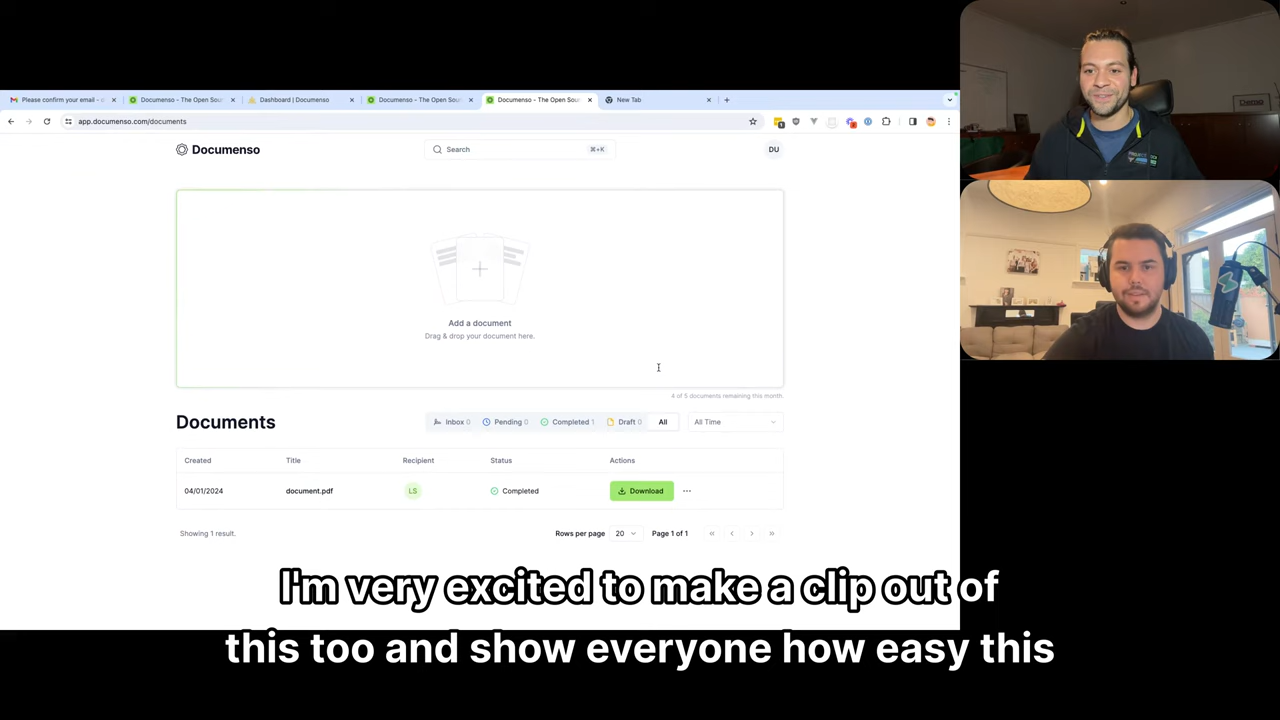 Please confirm your email - d
Documenso - The Open Sour
Dashboard | Documenso
Documenso - The Open Sour
Documenso - The Open Sour
New Tab
app.documenso.com/documents
Documenso
Search
⌘+K
DU
Add a document
Drag & drop your document here.
4 of 5 documents remaining this month.
Documents
Inbox 0
Pending 0
Completed 1
Draft 0
All
All Time
Created Title Recipient Status Actions
04/01/2024 document.pdf LS Completed Download
Showing 1 result.
Rows per page 20 Page 1 of 1
I'm very excited to make a clip out of
this too and show everyone how easy this